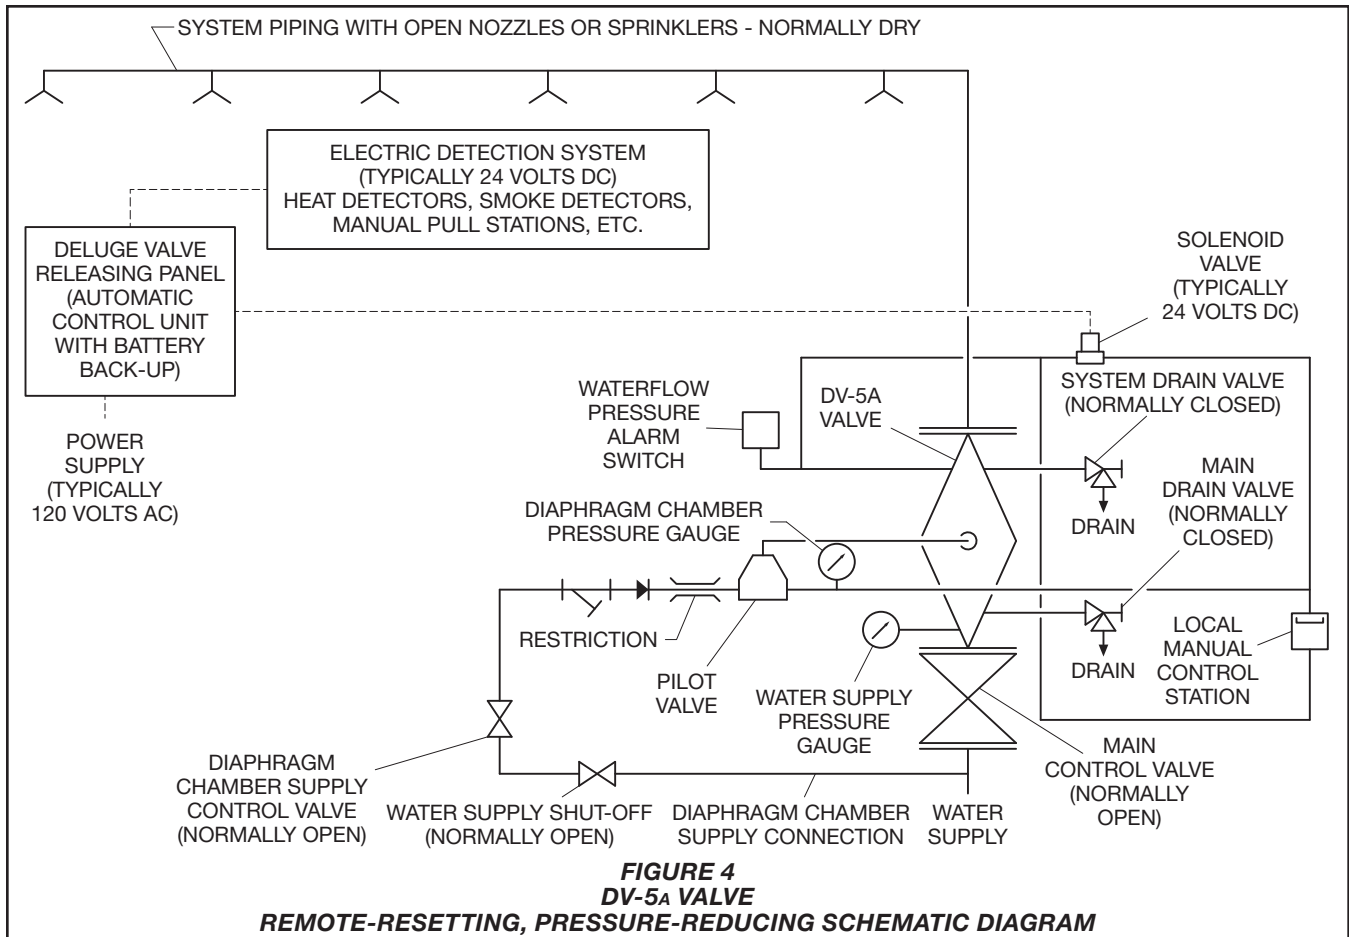 SYSTEM PIPING WITH OPEN NOZZLES OR SPRINKLERS - NORMALLY DRY
ELECTRIC DETECTION SYSTEM
(TYPICALLY 24 VOLTS DC)
HEAT DETECTORS, SMOKE DETECTORS,
MANUAL PULL STATIONS, ETC.
DELUGE VALVE
RELEASING PANEL
(AUTOMATIC
CONTROL UNIT
WITH BATTERY
BACK-UP)
POWER
SUPPLY
(TYPICALLY
120 VOLTS AC)
SOLENOID
VALVE
(TYPICALLY
24 VOLTS DC)
WATERFLOW
PRESSURE
ALARM
SWITCH
DV-5A
VALVE
SYSTEM DRAIN VALVE
(NORMALLY CLOSED)
DRAIN
MAIN
DRAIN VALVE
(NORMALLY
CLOSED)
DIAPHRAGM CHAMBER
PRESSURE GAUGE
RESTRICTION
PILOT
VALVE
WATER SUPPLY
PRESSURE
GAUGE
DRAIN
LOCAL
MANUAL
CONTROL
STATION
DIAPHRAGM
CHAMBER SUPPLY
CONTROL VALVE
(NORMALLY OPEN)
WATER SUPPLY SHUT-OFF
(NORMALLY OPEN)
DIAPHRAGM CHAMBER
SUPPLY CONNECTION
WATER
SUPPLY
MAIN
CONTROL VALVE
(NORMALLY
OPEN)
FIGURE 4
DV-5A VALVE
REMOTE-RESETTING, PRESSURE-REDUCING SCHEMATIC DIAGRAM